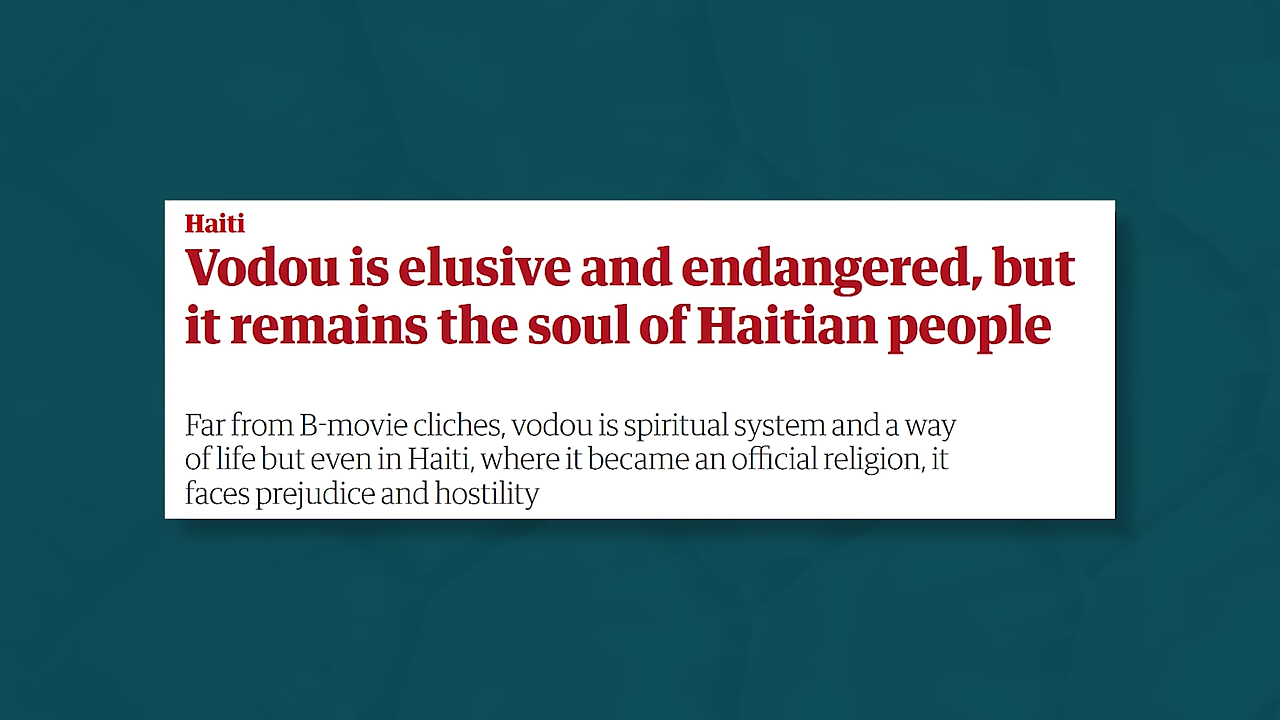 Haiti
Vodou is elusive and endangered, but
it remains the soul of Haitian people
Far from B-movie cliches, vodou is spiritual system and a way
of life but even in Haiti, where it became an official religion, it
faces prejudice and hostility